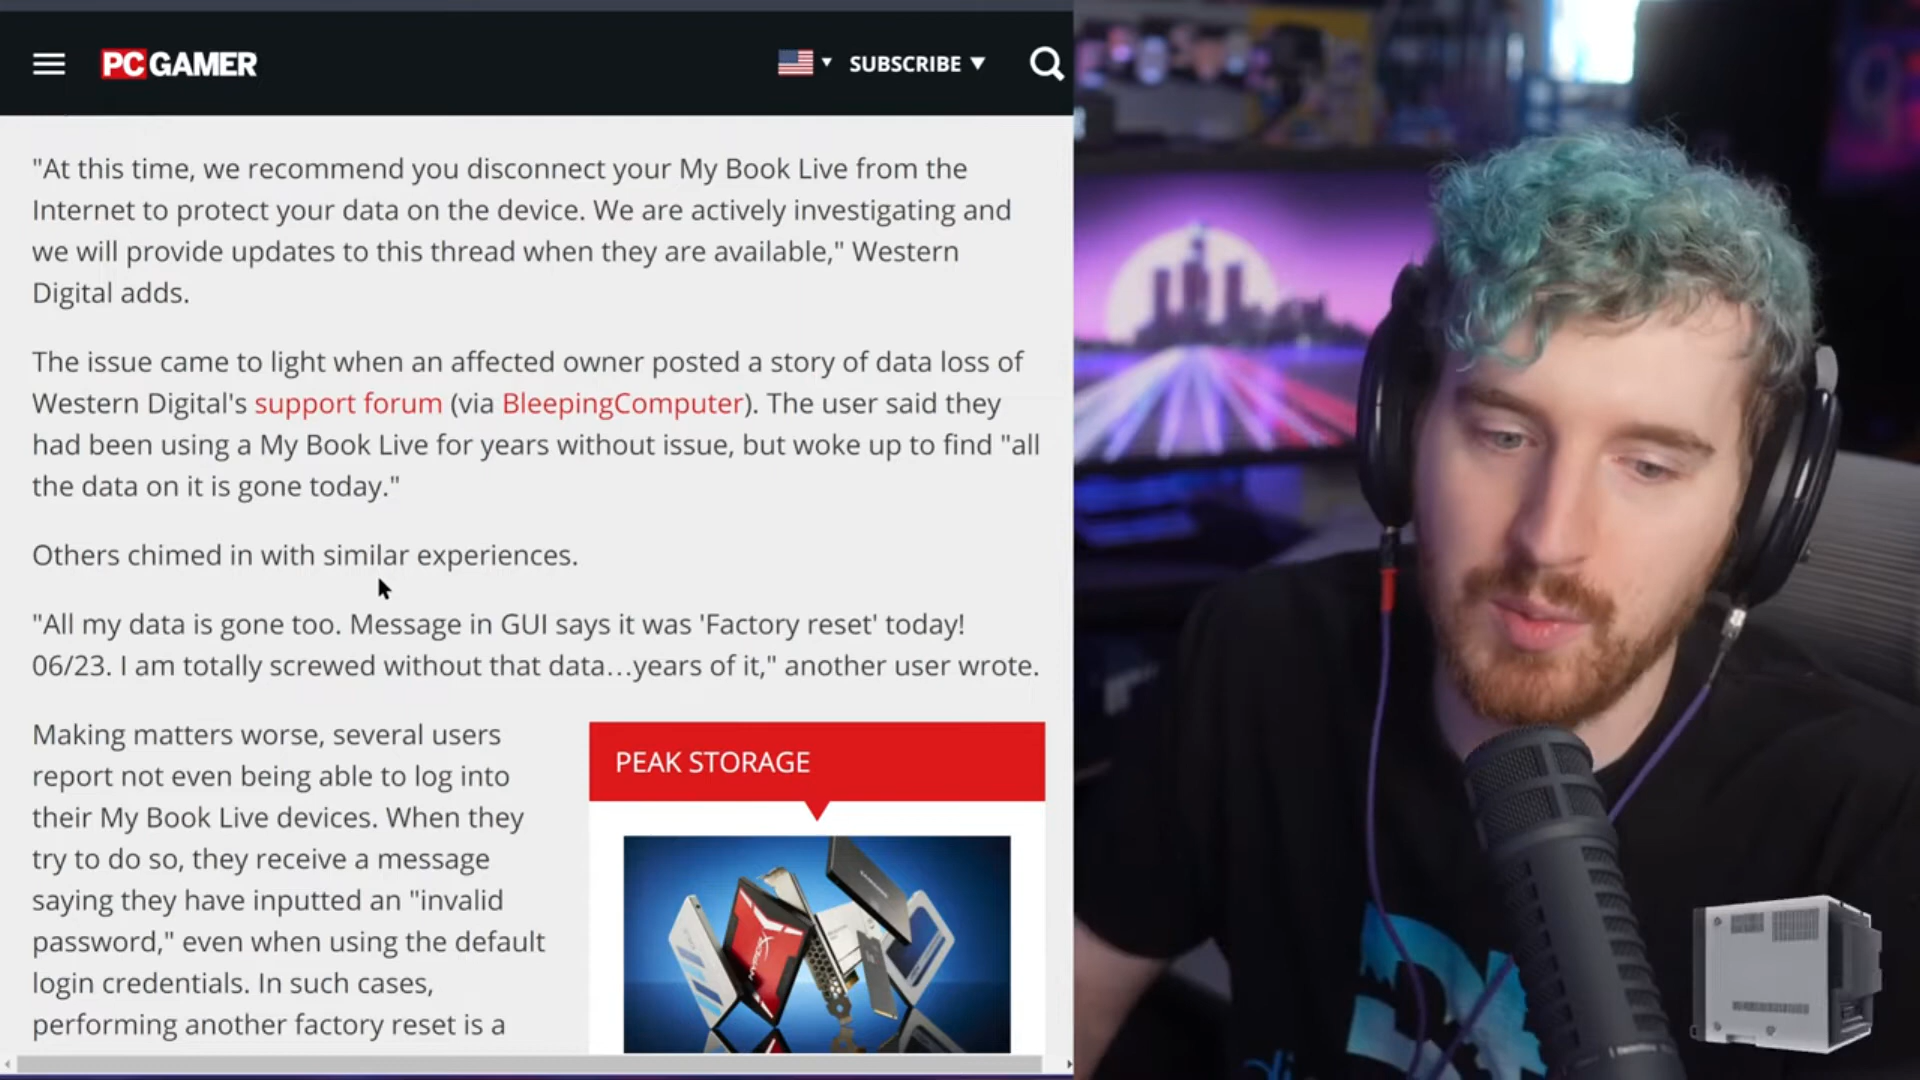 PC GAMER
SUBSCRIBE
"At this time, we recommend you disconnect your My Book Live from the
Internet to protect your data on the device. We are actively investigating and
we will provide updates to this thread when they are available," Western
Digital adds.
The issue came to light when an affected owner posted a story of data loss of
Western Digital's support forum (via BleepingComputer). The user said they
had been using a My Book Live for years without issue, but woke up to find "all
the data on it is gone today."
Others chimed in with similar experiences.
"All my data is gone too. Message in GUI says it was 'Factory reset' today!
06/23. I am totally screwed without that data…years of it," another user wrote.
Making matters worse, several users
report not even being able to log into
their My Book Live devices. When they
try to do so, they receive a message
saying they have inputted an "invalid
password," even when using the default
login credentials. In such cases,
performing another factory reset is a
PEAK STORAGE